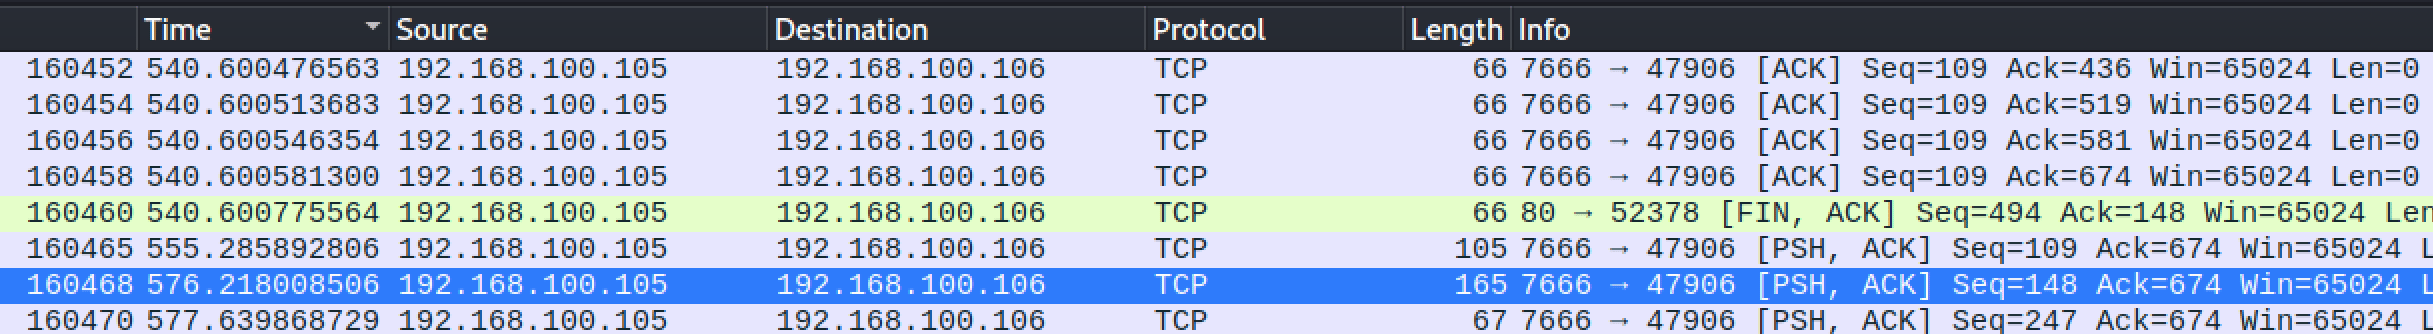 Time Source Destination Protocol Length Info
160452 540.600476563 192.168.100.105 192.168.100.106 TCP 66 7666 → 47906 [ACK] Seq=109 Ack=436 Win=65024 Len=0
160454 540.600513683 192.168.100.105 192.168.100.106 TCP 66 7666 → 47906 [ACK] Seq=109 Ack=519 Win=65024 Len=0
160456 540.600546354 192.168.100.105 192.168.100.106 TCP 66 7666 → 47906 [ACK] Seq=109 Ack=581 Win=65024 Len=0
160458 540.600581300 192.168.100.105 192.168.100.106 TCP 66 7666 → 47906 [ACK] Seq=109 Ack=674 Win=65024 Len=0
160460 540.600775564 192.168.100.105 192.168.100.106 TCP 66 80 → 52378 [FIN, ACK] Seq=494 Ack=148 Win=65024 Len
160465 555.285892806 192.168.100.105 192.168.100.106 TCP 105 7666 → 47906 [PSH, ACK] Seq=109 Ack=674 Win=65024 L
160468 576.218008506 192.168.100.105 192.168.100.106 TCP 165 7666 → 47906 [PSH, ACK] Seq=148 Ack=674 Win=65024 L
160470 577.639868729 192.168.100.105 192.168.100.106 TCP 67 7666 → 47906 [PSH, ACK] Seq=247 Ack=674 Win=65024 L